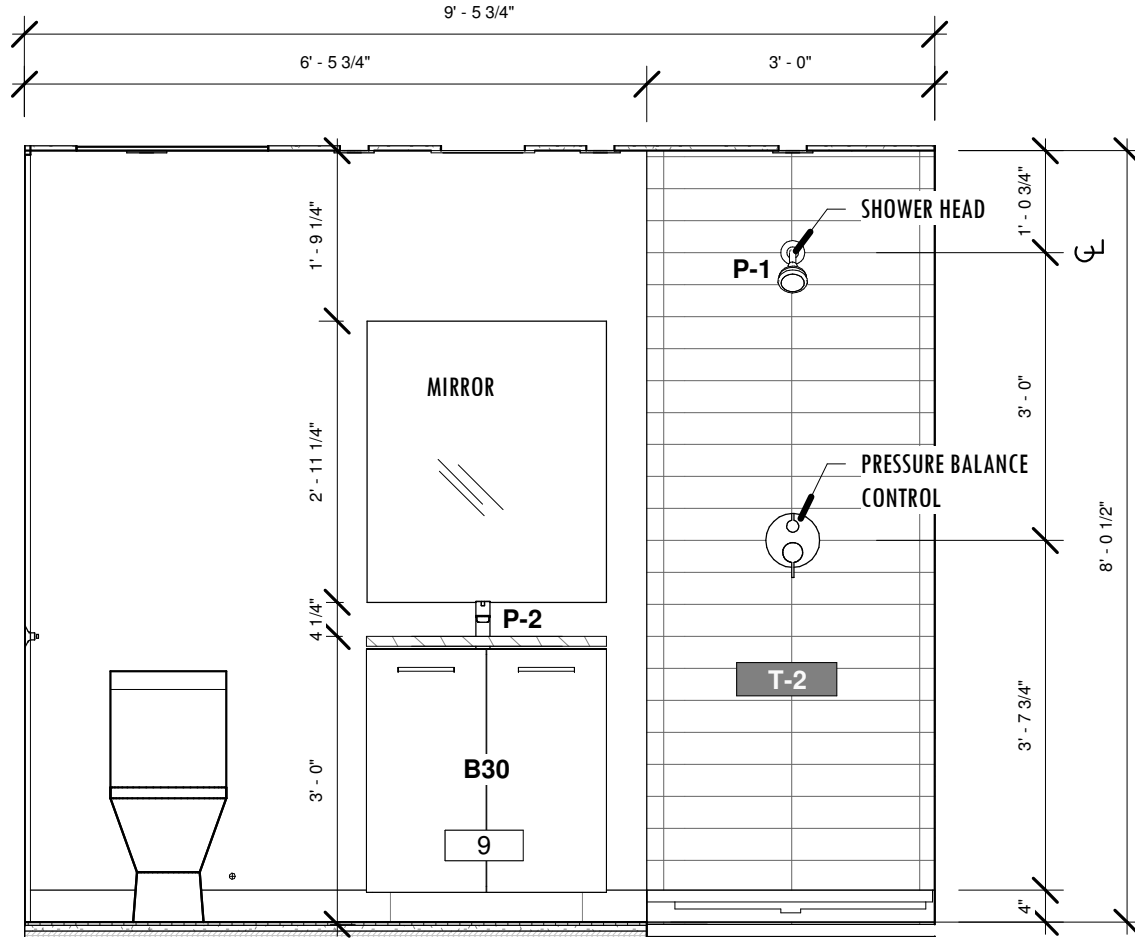 9' - 5 3/4"
6' - 5 3/4"
3' - 0"
1' - 9 1/4"
1' - 0 3/4"
SHOWER HEAD
P-1
CL
MIRROR
3' - 0"
2' - 11 1/4"
PRESSURE BALANCE
CONTROL
8' - 0 1/2"
4 1/4"
P-2
T-2
3' - 7 3/4"
B30
3' - 0"
9
4"